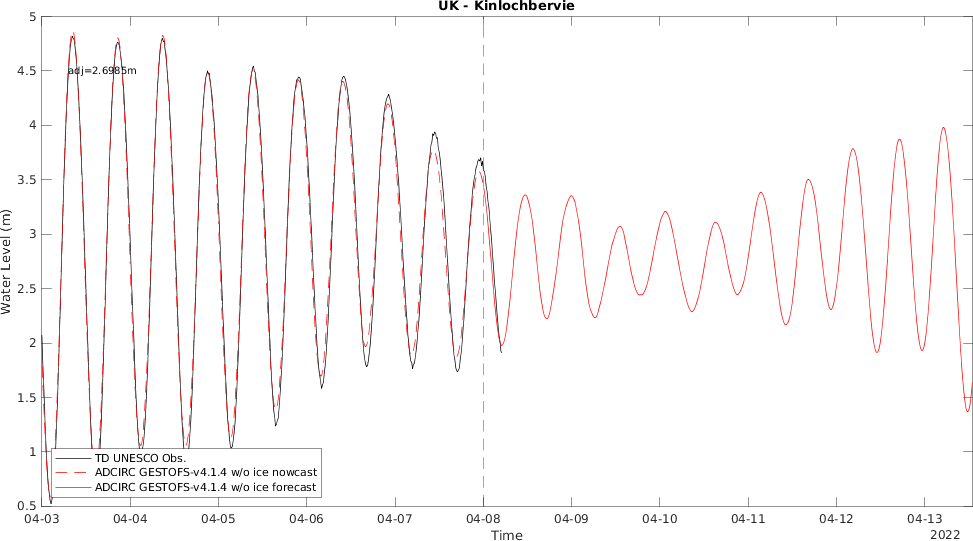 UK - Kinlochbervie
5
4.5
adj=2.6985m
4
3.5
3
2.5
2
1.5
1
0.5
Water Level (m)
TD UNESCO Obs.
ADCIRC GESTOFS-v4.1.4 w/o ice nowcast
ADCIRC GESTOFS-v4.1.4 w/o ice forecast
04-03 04-04 04-05 04-06 04-07 04-08 04-09 04-10 04-11 04-12 04-13
Time
2022